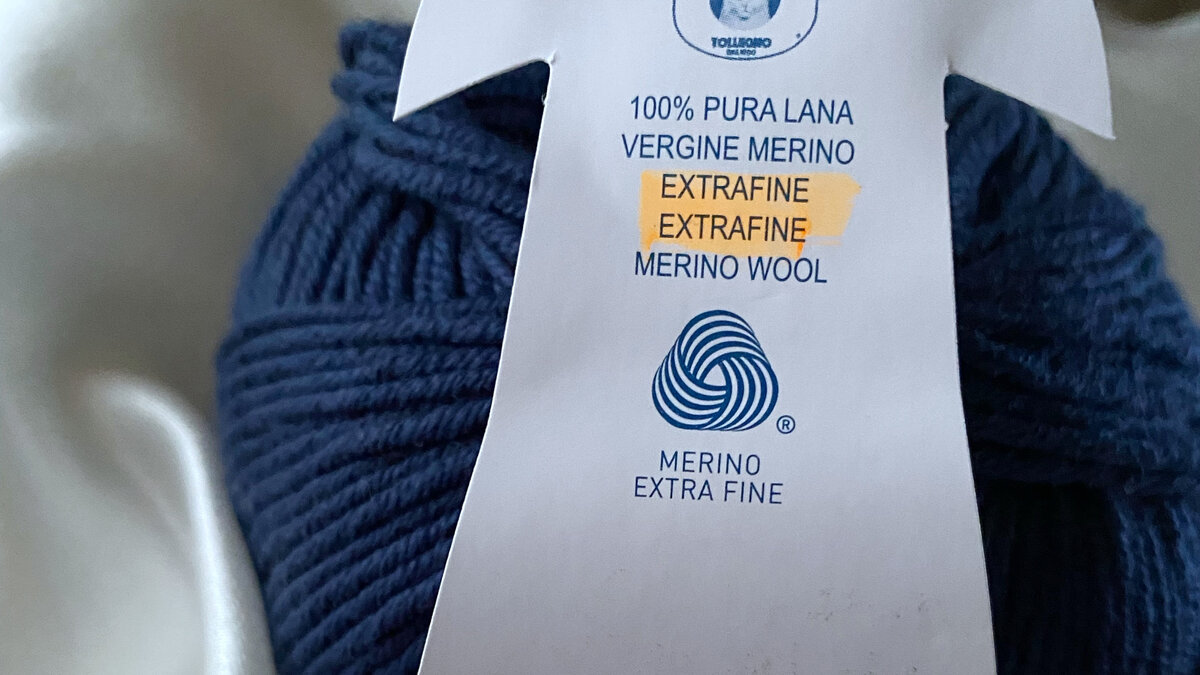 TOLLEGNO
100% PURA LANA
VERGINE MERINO
EXTRAFINE
EXTRAFINE
MERINO WOOL
®
MERINO
EXTRA FINE